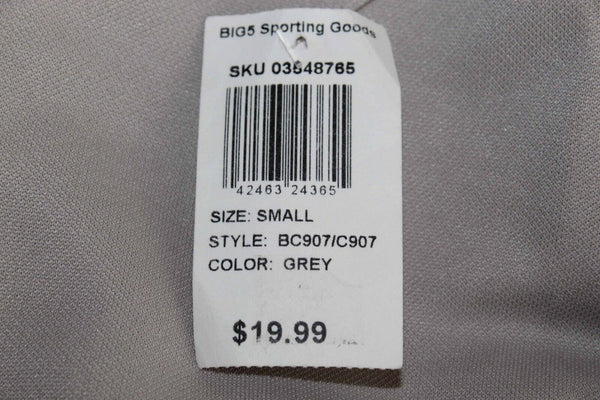 BIG5 Sporting Goods
SKU 03548765
42463 24365
SIZE: SMALL
STYLE: BC907/C907
COLOR: GREY
$19.99